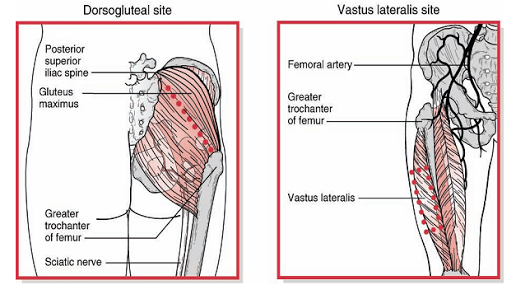 Dorsogluteal site
Posterior
superior
iliac spine
Gluteus
maximus
Greater
trochanter
of femur
Sciatic nerve
Vastus lateralis site
Femoral artery
Greater
trochanter
of femur
Vastus lateralis